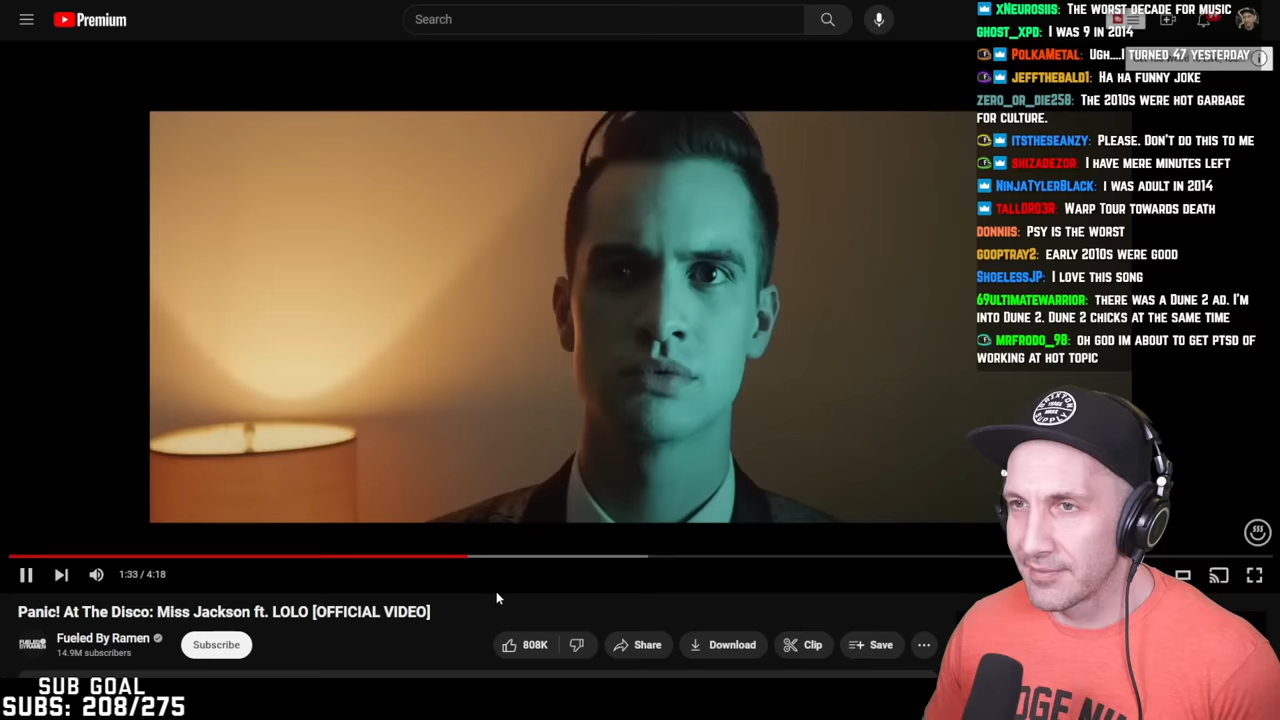 Premium
Search
XNEUROSIIS: THE WORST DECADE FOR MUSIC
GHOST_XPD: I WAS 9 IN 2014
POLKAMETAL: UGH....I TURNED 47 YESTERDAY
JEFFTHEBALD1: HA HA FUNNY JOKE
ZERO_OR_DIE250: THE 2010S WERE HOT GARBAGE
FOR CULTURE.
ITSTHESEANZY: PLEASE. DON'T DO THIS TO ME
SHIZADEZOR: I HAVE MERE MINUTES LEFT
NINJATYLERBLACK: I WAS ADULT IN 2014
TALL0RD3R: WARP TOUR TOWARDS DEATH
DONNIIS: PSY IS THE WORST
GOOPTRAY2: EARLY 2010S WERE GOOD
SHOELESSJP: I LOVE THIS SONG
69ULTIMATEWARRIOR: THERE WAS A DUNE 2 AD. I'M
INTO DUNE 2. DUNE 2 CHICKS AT THE SAME TIME
MRFRODO_98: OH GOD IM ABOUT TO GET PTSD OF
WORKING AT HOT TOPIC
BRIXTON
SUPPLY
1:33 / 4:18
Panic! At The Disco: Miss Jackson ft. LOLO [OFFICIAL VIDEO]
Fueled By Ramen
14.9M subscribers
Subscribe
808K
Share
Download
Clip
Save
SUB GOAL
SUBS: 208/275